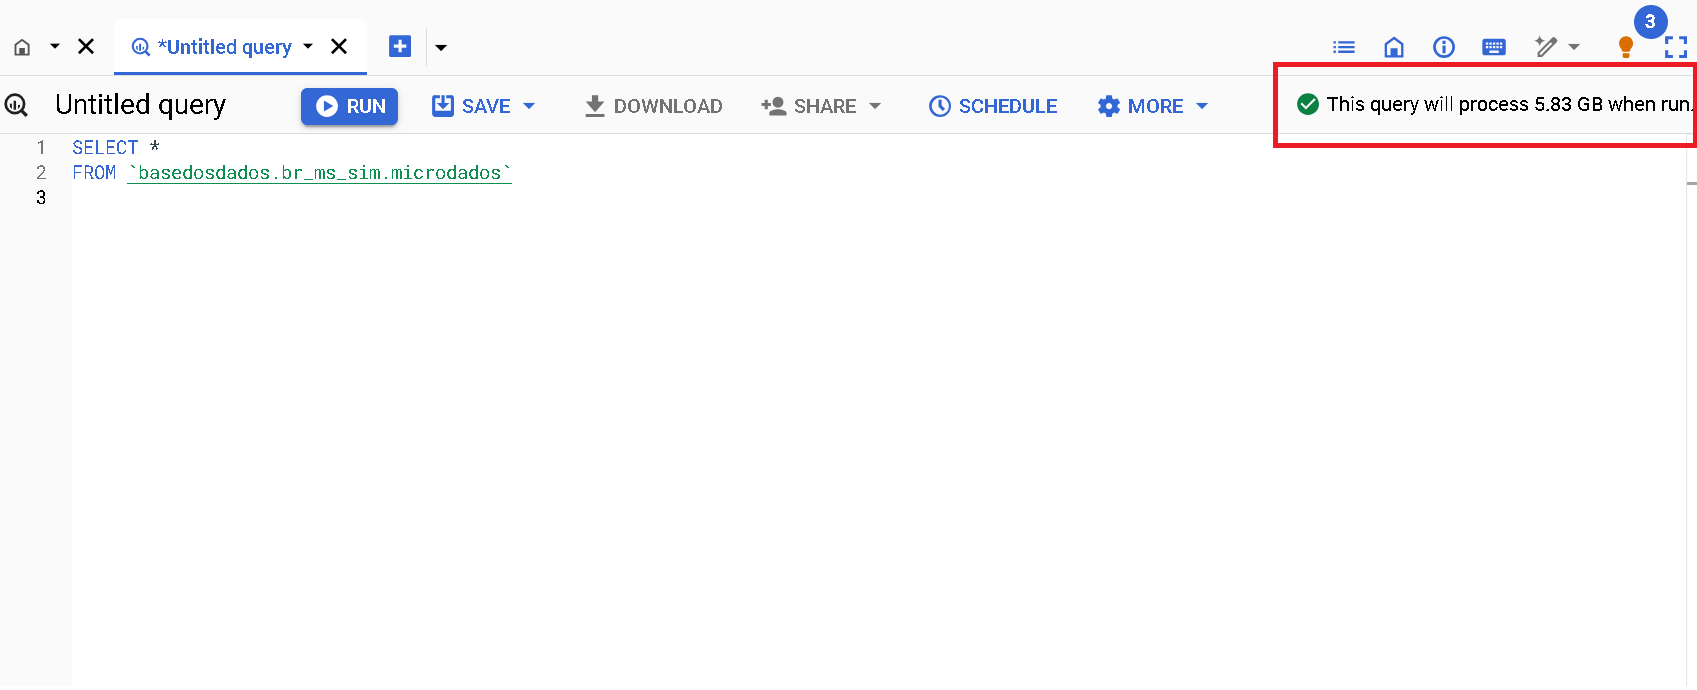 3
*Untitled query
Untitled query RUN SAVE DOWNLOAD SHARE SCHEDULE MORE This query will process 5.83 GB when run.
1 SELECT *
2 FROM `basedosdados.br_ms_sim.microdados`
3